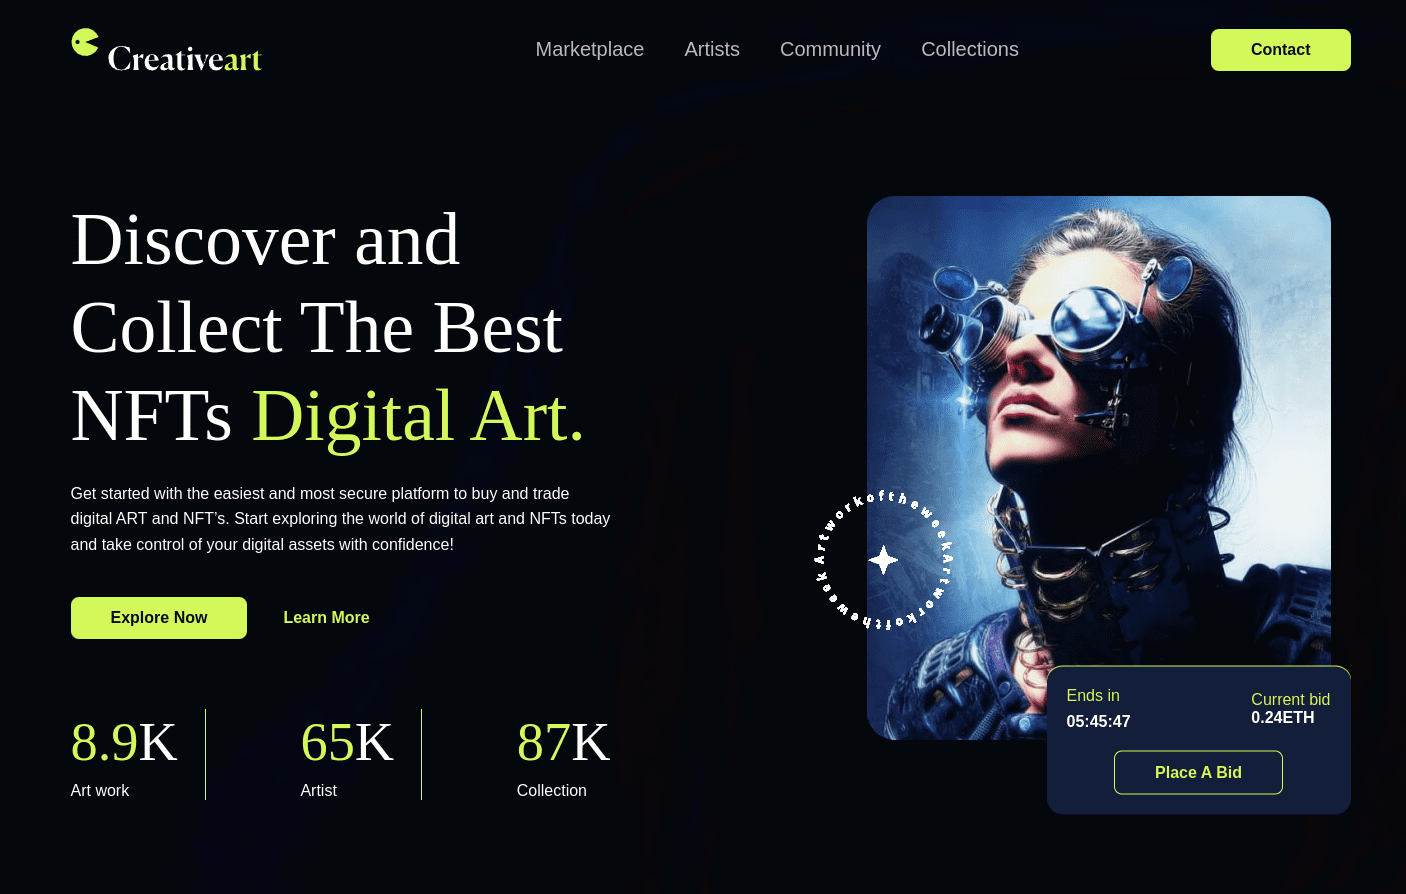 Creativeart
Marketplace
Artists
Community
Collections
Contact
Discover and
Collect The Best
NFTs Digital Art.
Get started with the easiest and most secure platform to buy and trade
digital ART and NFT’s. Start exploring the world of digital art and NFTs today
and take control of your digital assets with confidence!
Explore Now
Learn More
8.9K
Art work
65K
Artist
87K
Collection
ArtworkoftheweekArtworkoftheweek
Ends in
05:45:47
Current bid
0.24ETH
Place A Bid